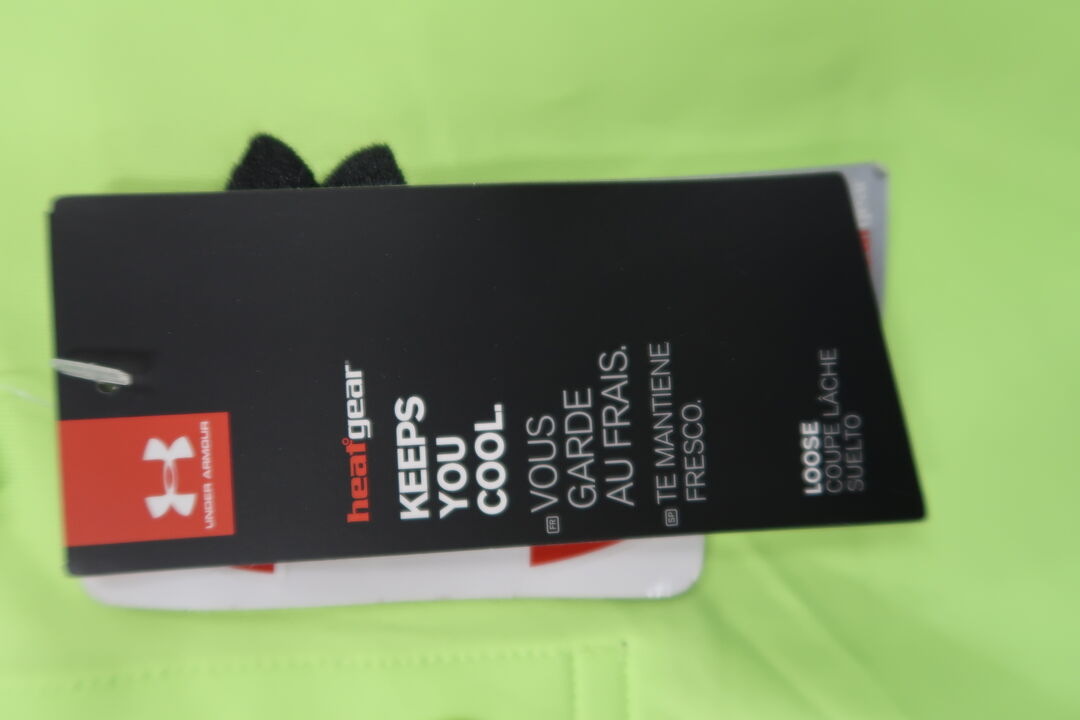 UNDER ARMOUR
heatgear
KEEPS
YOU
COOL.
FR VOUS
GARDE
AU FRAIS.
SP TE MANTIENE
FRESCO.
LOOSE
COUPE LÂCHE
SUELTO